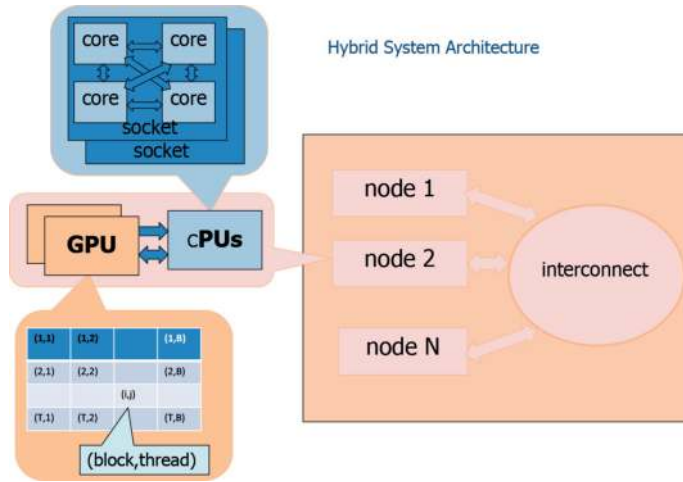 core core
Hybrid System Architecture
core core
socket
socket
node 1
GPU cPUs
node 2
interconnect
(1,1) (1,2) (1,B)
node N
(2,1) (2,2) (2,B)
(i,j)
(T,1) (T,2) (T,B)
(block,thread)